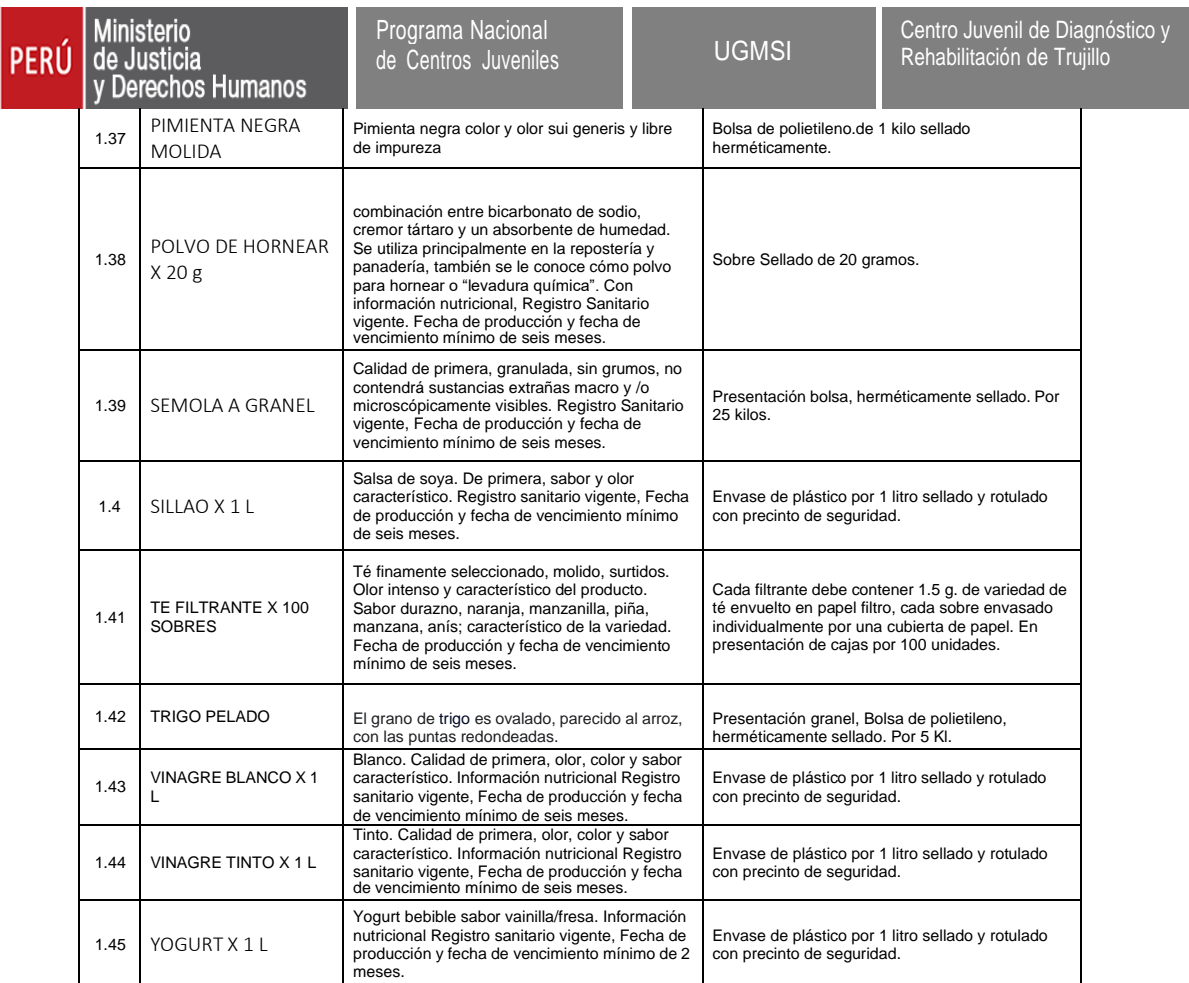 PERÚ
Ministerio
de Justicia
y Derechos Humanos
Programa Nacional
de Centros Juveniles
UGMSI
Centro Juvenil de Diagnóstico y
Rehabilitación de Trujillo
1.37
PIMIENTA NEGRA
MOLIDA
Pimienta negra color y olor sui generis y libre
de impureza
Bolsa de polietileno.de 1 kilo sellado
herméticamente.
1.38
POLVO DE HORNEAR
X 20 g
combinación entre bicarbonato de sodio,
cremor tártaro y un absorbente de humedad.
Se utiliza principalmente en la repostería y
panadería, también se le conoce cómo polvo
para hornear o “levadura química”. Con
información nutricional, Registro Sanitario
vigente. Fecha de producción y fecha de
vencimiento mínimo de seis meses.
Sobre Sellado de 20 gramos.
1.39
SEMOLA A GRANEL
Calidad de primera, granulada, sin grumos, no
contendrá sustancias extrañas macro y /o
microscópicamente visibles. Registro Sanitario
vigente, Fecha de producción y fecha de
vencimiento mínimo de seis meses.
Presentación bolsa, herméticamente sellado. Por
25 kilos.
1.4
SILLAO X 1 L
Salsa de soya. De primera, sabor y olor
característico. Registro sanitario vigente, Fecha
de producción y fecha de vencimiento mínimo
de seis meses.
Envase de plástico por 1 litro sellado y rotulado
con precinto de seguridad.
1.41
TE FILTRANTE X 100
SOBRES
Té finamente seleccionado, molido, surtidos.
Olor intenso y característico del producto.
Sabor durazno, naranja, manzanilla, piña,
manzana, anís; característico de la variedad.
Fecha de producción y fecha de vencimiento
mínimo de seis meses.
Cada filtrante debe contener 1.5 g. de variedad de
té envuelto en papel filtro, cada sobre envasado
individualmente por una cubierta de papel. En
presentación de cajas por 100 unidades.
1.42
TRIGO PELADO
El grano de trigo es ovalado, parecido al arroz,
con las puntas redondeadas.
Presentación granel, Bolsa de polietileno,
herméticamente sellado. Por 5 Kl.
1.43
VINAGRE BLANCO X 1
L
Blanco. Calidad de primera, olor, color y sabor
característico. Información nutricional Registro
sanitario vigente, Fecha de producción y fecha
de vencimiento mínimo de seis meses.
Envase de plástico por 1 litro sellado y rotulado
con precinto de seguridad.
1.44
VINAGRE TINTO X 1 L
Tinto. Calidad de primera, olor, color y sabor
característico. Información nutricional Registro
sanitario vigente, Fecha de producción y fecha
de vencimiento mínimo de seis meses.
Envase de plástico por 1 litro sellado y rotulado
con precinto de seguridad.
1.45
YOGURT X 1 L
Yogurt bebible sabor vainilla/fresa. Información
nutricional Registro sanitario vigente, Fecha de
producción y fecha de vencimiento mínimo de 2
meses.
Envase de plástico por 1 litro sellado y rotulado
con precinto de seguridad.